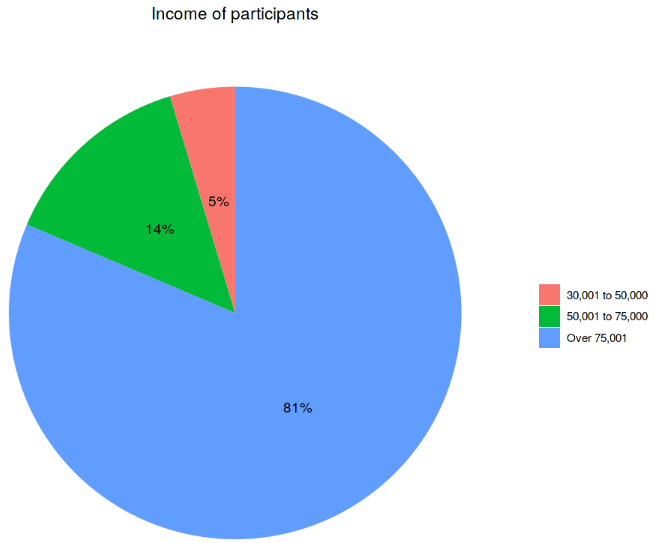 Income of participants
5%
14%
30,001 to 50,000
50,001 to 75,000
Over 75,001
81%